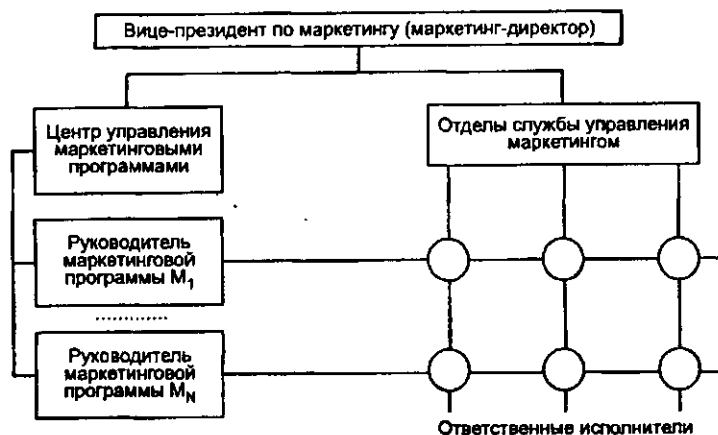 Вице-президент по маркетингу (маркетинг-директор)
Центр управления
маркетинговыми
программами
Отделы службы управления
маркетингом
Руководитель
маркетинговой
программы M₁
.............
Руководитель
маркетинговой
программы M_N
Ответственные исполнители